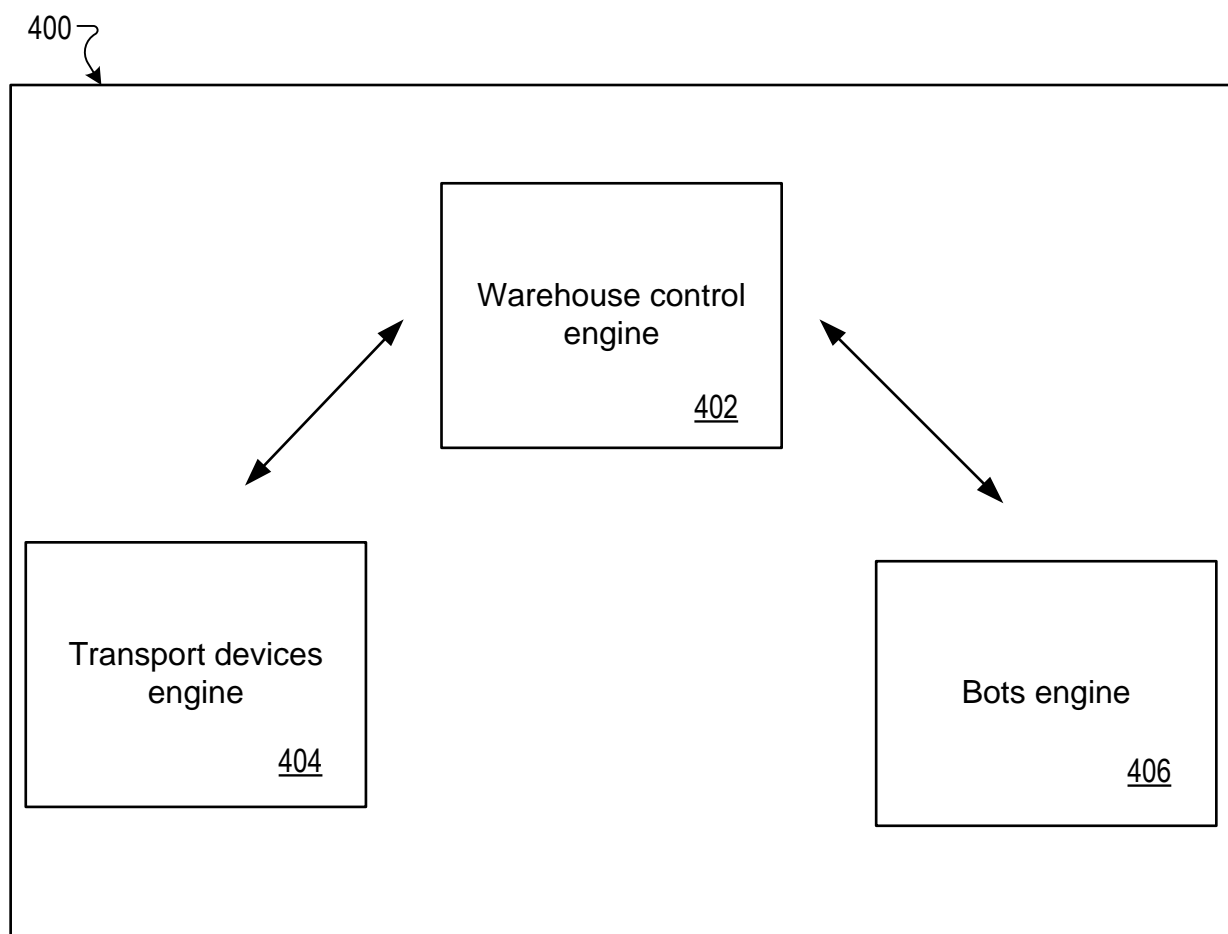 400
Warehouse control
engine
402
Transport devices
engine
404
Bots engine
406